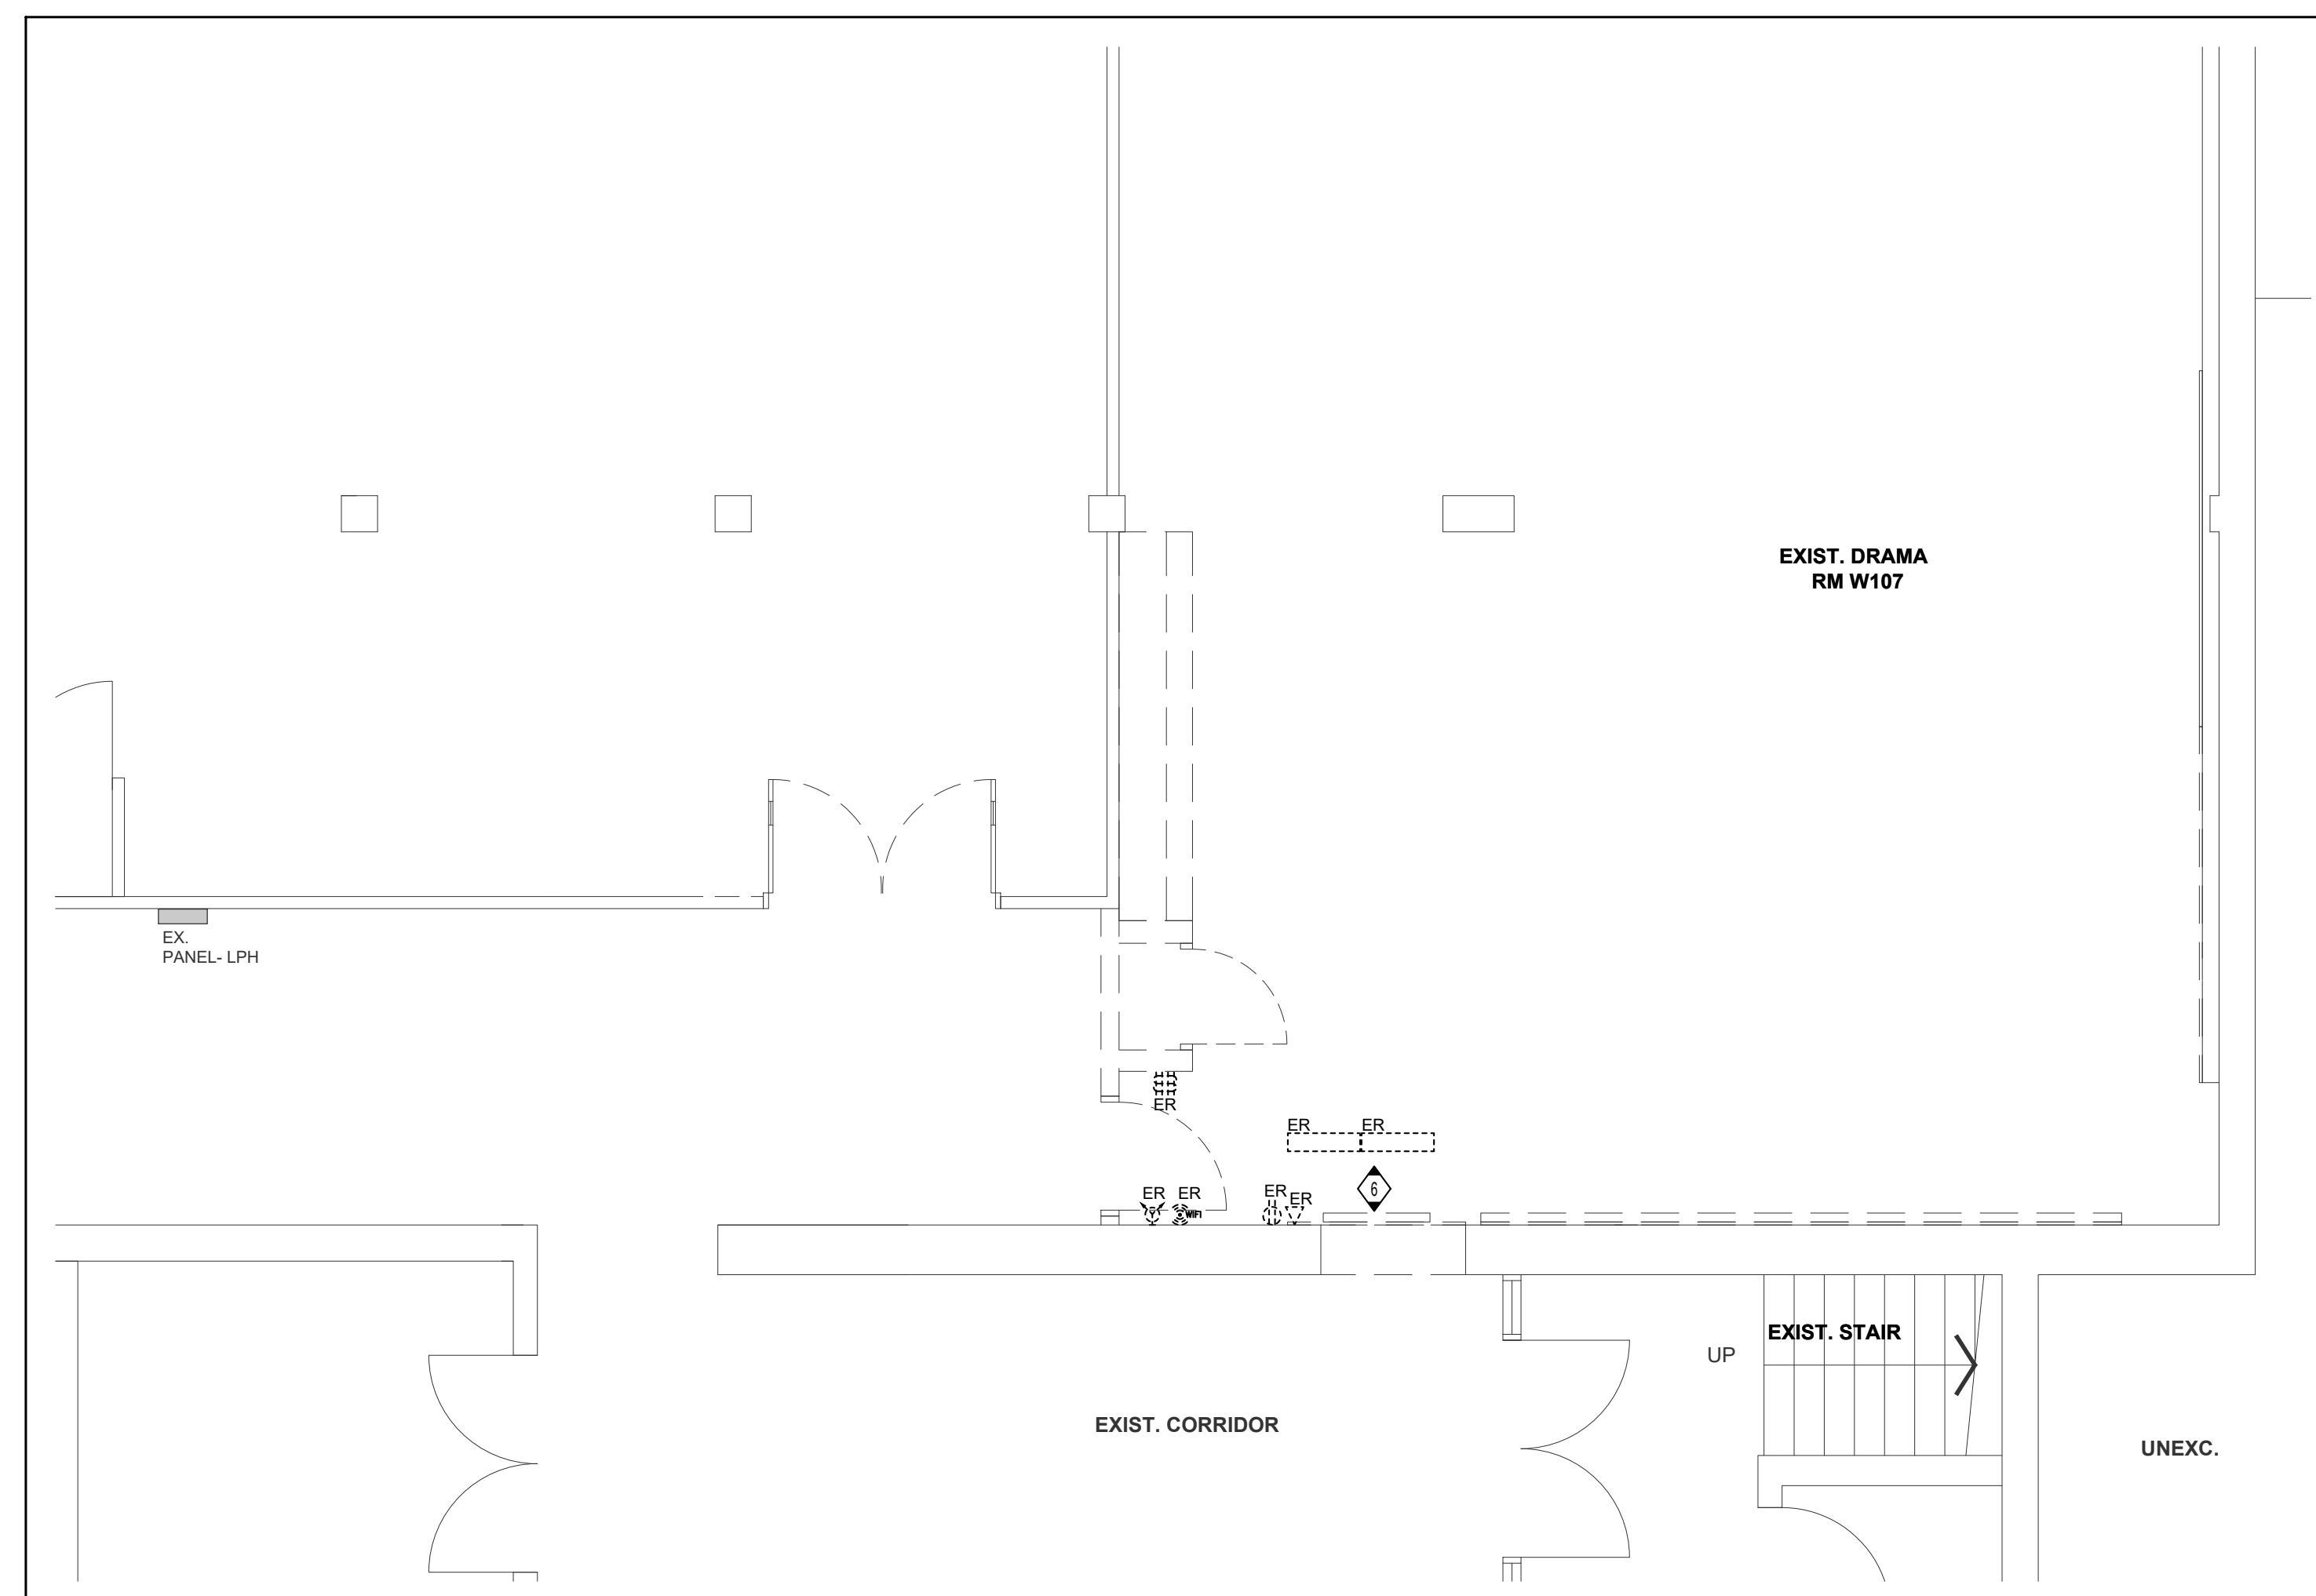 EXIST. DRAMA
RM W107
EX.
PANEL- LPH
ER
ER ER
ER ER ER ER
6
Y WIFI
EXIST. STAIR
UP
EXIST. CORRIDOR
UNEXC.